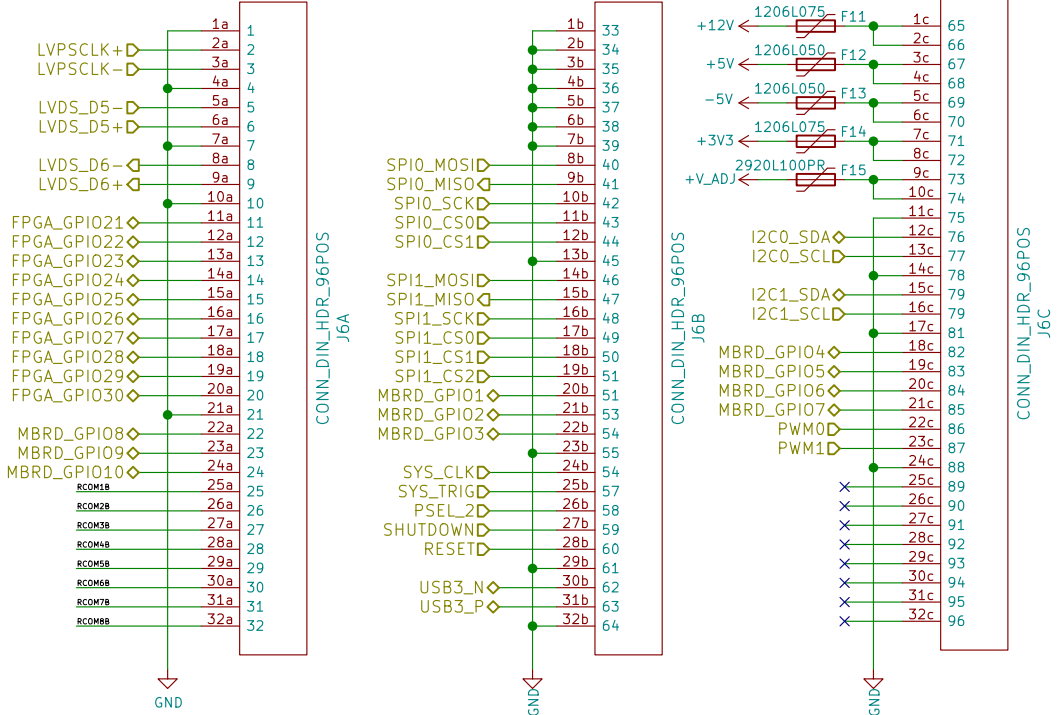 1a 1
LVPSCLK+ 2a 2
LVPSCLK- 3a 3
4a 4
LVDS_D5- 5a 5
LVDS_D5+ 6a 6
7a 7
LVDS_D6- 8a 8
LVDS_D6+ 9a 9
10a 10
FPGA_GPIO21 11a 11
FPGA_GPIO22 12a 12
FPGA_GPIO23 13a 13
FPGA_GPIO24 14a 14
FPGA_GPIO25 15a 15
FPGA_GPIO26 16a 16
FPGA_GPIO27 17a 17
FPGA_GPIO28 18a 18
FPGA_GPIO29 19a 19
FPGA_GPIO30 20a 20
21a 21
MBRD_GPIO8 22a 22
MBRD_GPIO9 23a 23
MBRD_GPIO10 24a 24
RCOM1B 25a 25
RCOM2B 26a 26
RCOM3B 27a 27
RCOM4B 28a 28
RCOM5B 29a 29
RCOM6B 30a 30
RCOM7B 31a 31
RCOM8B 32a 32
GND
CONN_DIN_HDR_96POS
J6A
1b 33
2b 34
3b 35
4b 36
5b 37
6b 38
7b 39
SPI0_MOSI 8b 40
SPI0_MISO 9b 41
SPI0_SCK 10b 42
SPI0_CS0 11b 43
SPI0_CS1 12b 44
13b 45
SPI1_MOSI 14b 46
SPI1_MISO 15b 47
SPI1_SCK 16b 48
SPI1_CS0 17b 49
SPI1_CS1 18b 50
SPI1_CS2 19b 51
MBRD_GPIO1 20b 51
MBRD_GPIO2 21b 53
MBRD_GPIO3 22b 54
23b 55
SYS_CLK 24b 54
SYS_TRIG 25b 57
PSEL_2 26b 58
SHUTDOWN 27b 59
RESET 28b 60
29b 61
USB3_N 30b 62
USB3_P 31b 63
32b 64
GND
CONN_DIN_HDR_96POS
J6B
1206L075 F11
+12V 1c 65
2c 66
1206L050 F12
+5V 3c 67
4c 68
1206L050 F13
-5V 5c 69
6c 70
1206L075 F14
+3V3 7c 71
8c 72
2920L100PR F15
+V_ADJ 9c 73
10c 74
11c 75
I2C0_SDA 12c 76
I2C0_SCL 13c 77
14c 78
I2C1_SDA 15c 79
I2C1_SCL 16c 79
17c 81
MBRD_GPIO4 18c 82
MBRD_GPIO5 19c 83
MBRD_GPIO6 20c 84
MBRD_GPIO7 21c 85
PWM0 22c 86
PWM1 23c 87
24c 88
25c 89
26c 90
27c 91
28c 92
29c 93
30c 94
31c 95
32c 96
GND
CONN_DIN_HDR_96POS
J6C